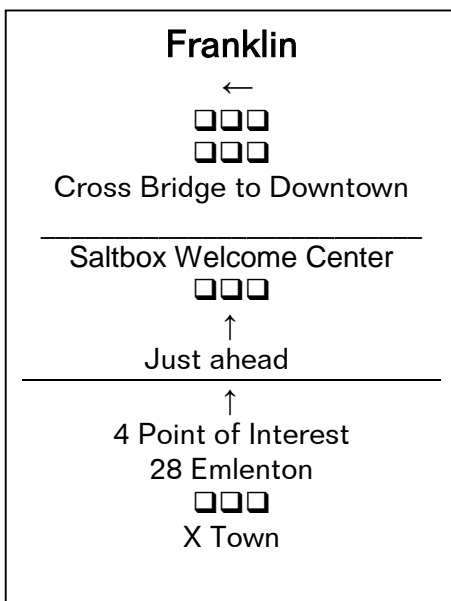 Franklin
←
❑❑❑
❑❑❑
Cross Bridge to Downtown
Saltbox Welcome Center
❑❑❑
↑
Just ahead
↑
4 Point of Interest
28 Emlenton
❑❑❑
X Town